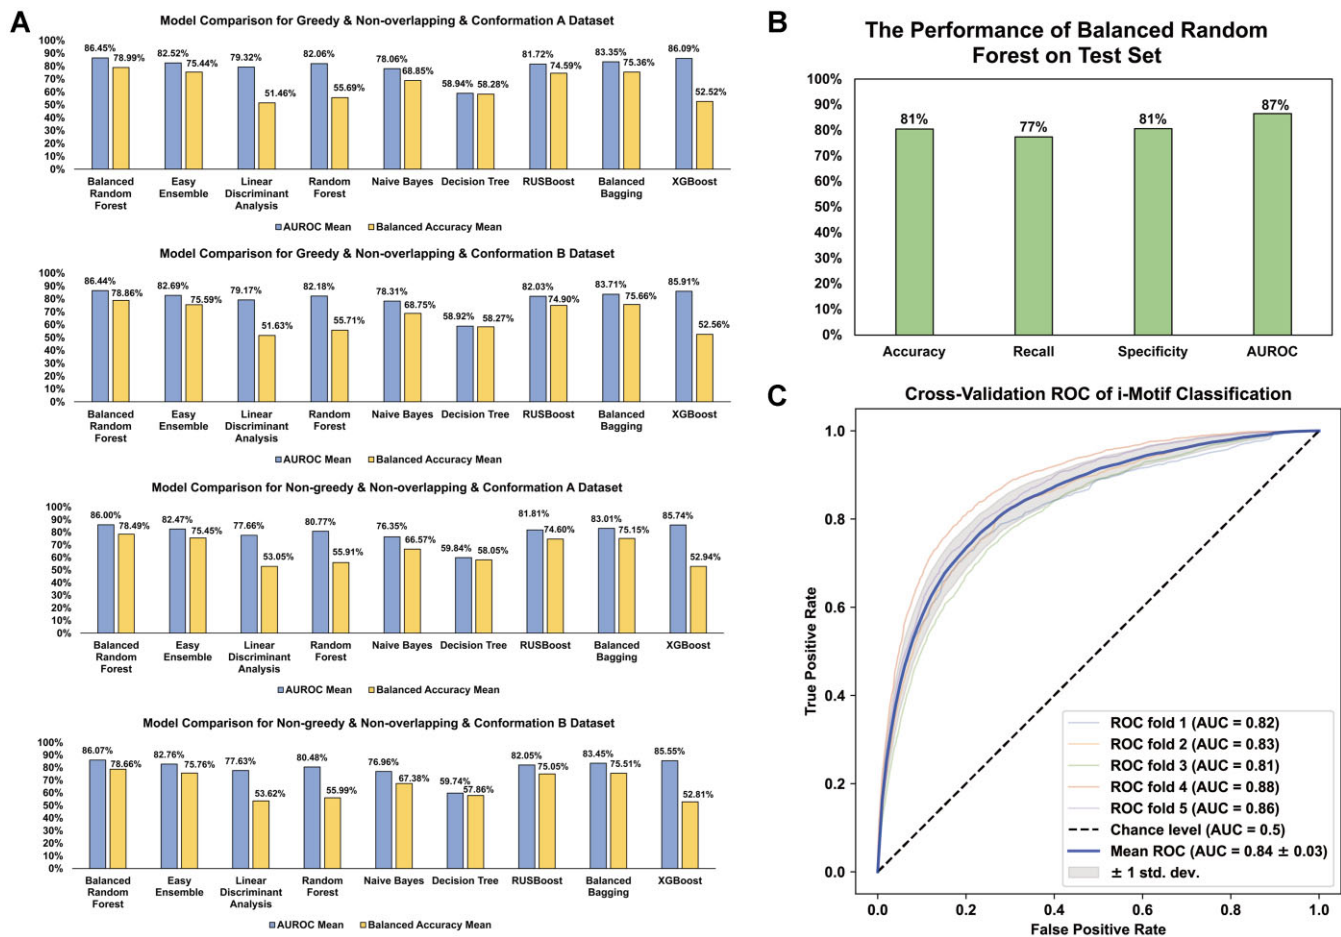 A
Model Comparison for Greedy & Non-overlapping & Conformation A Dataset
100%
90%
80%
70%
60%
50%
40%
30%
20%
10%
0%
86.45%
78.99%
82.52%
75.44%
79.32%
51.46%
82.06%
55.69%
78.06%
68.85%
58.94%
58.28%
81.72%
74.59%
83.35%
75.36%
86.09%
52.52%
Balanced Random Forest
Easy Ensemble
Linear Discriminant Analysis
Random Forest
Naive Bayes
Decision Tree
RUSBoost
Balanced Bagging
XGBoost
AUROC Mean
Balanced Accuracy Mean
Model Comparison for Greedy & Non-overlapping & Conformation B Dataset
100%
90%
80%
70%
60%
50%
40%
30%
20%
10%
0%
86.44%
78.86%
82.69%
75.59%
79.17%
51.63%
82.18%
55.71%
78.31%
68.75%
58.92%
58.27%
82.03%
74.90%
83.71%
75.66%
85.91%
52.56%
Balanced Random Forest
Easy Ensemble
Linear Discriminant Analysis
Random Forest
Naive Bayes
Decision Tree
RUSBoost
Balanced Bagging
XGBoost
AUROC Mean
Balanced Accuracy Mean
Model Comparison for Non-greedy & Non-overlapping & Conformation A Dataset
100%
90%
80%
70%
60%
50%
40%
30%
20%
10%
0%
86.00%
78.49%
82.47%
75.45%
77.66%
53.05%
80.77%
55.91%
76.35%
66.57%
59.84%
58.05%
81.81%
74.60%
83.01%
75.15%
85.74%
52.94%
Balanced Random Forest
Easy Ensemble
Linear Discriminant Analysis
Random Forest
Naive Bayes
Decision Tree
RUSBoost
Balanced Bagging
XGBoost
AUROC Mean
Balanced Accuracy Mean
Model Comparison for Non-greedy & Non-overlapping & Conformation B Dataset
100%
90%
80%
70%
60%
50%
40%
30%
20%
10%
0%
86.07%
78.66%
82.76%
75.76%
77.63%
53.62%
80.48%
55.99%
76.96%
67.38%
59.74%
57.86%
82.05%
75.05%
83.45%
75.51%
85.55%
52.81%
Balanced Random Forest
Easy Ensemble
Linear Discriminant Analysis
Random Forest
Naive Bayes
Decision Tree
RUSBoost
Balanced Bagging
XGBoost
AUROC Mean
Balanced Accuracy Mean
B
The Performance of Balanced Random
Forest on Test Set
100%
90%
80%
70%
60%
50%
40%
30%
20%
10%
0%
81%
77%
81%
87%
Accuracy
Recall
Specificity
AUROC
C
Cross-Validation ROC of i-Motif Classification
True Positive Rate
1.0
0.8
0.6
0.4
0.2
0.0
ROC fold 1 (AUC = 0.82)
ROC fold 2 (AUC = 0.83)
ROC fold 3 (AUC = 0.81)
ROC fold 4 (AUC = 0.88)
ROC fold 5 (AUC = 0.86)
Chance level (AUC = 0.5)
Mean ROC (AUC = 0.84 ± 0.03)
± 1 std. dev.
0.0
0.2
0.4
0.6
0.8
1.0
False Positive Rate